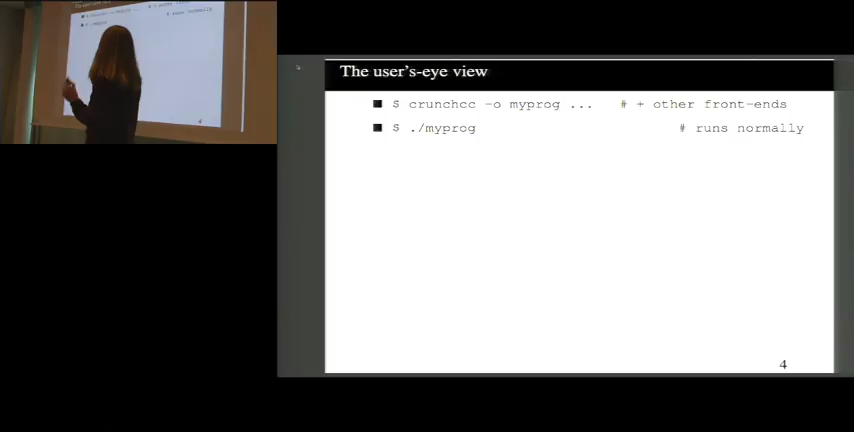 The user's-eye view
$ crunchcc -o myprog ... # + other front-ends
$ ./myprog # runs normally
4